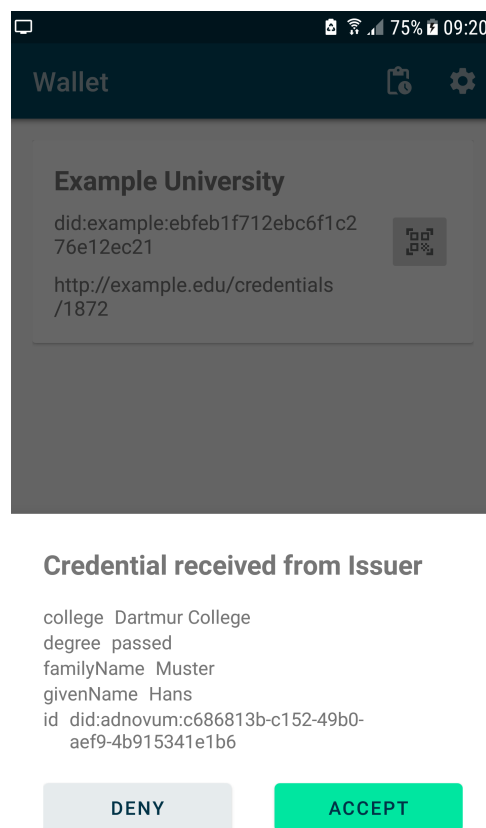 75% 09:20
Wallet
Example University
did:example:ebfeb1f712ebc6f1c2
76e12ec21
http://example.edu/credentials
/1872
Credential received from Issuer
college Dartmur College
degree passed
familyName Muster
givenName Hans
id did:adnovum:c686813b-c152-49b0-
aef9-4b915341e1b6
DENY ACCEPT